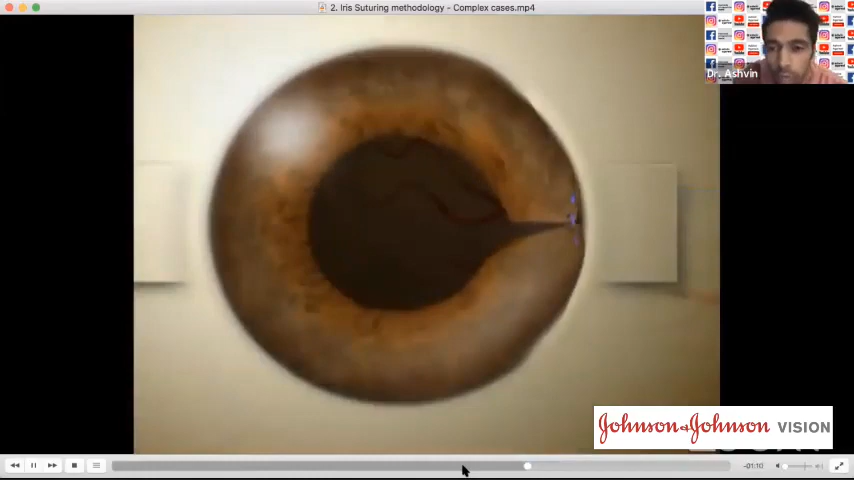 2. Iris Suturing methodology - Complex cases.mp4
Dr. Ashvin
Johnson & Johnson VISION
-01:10